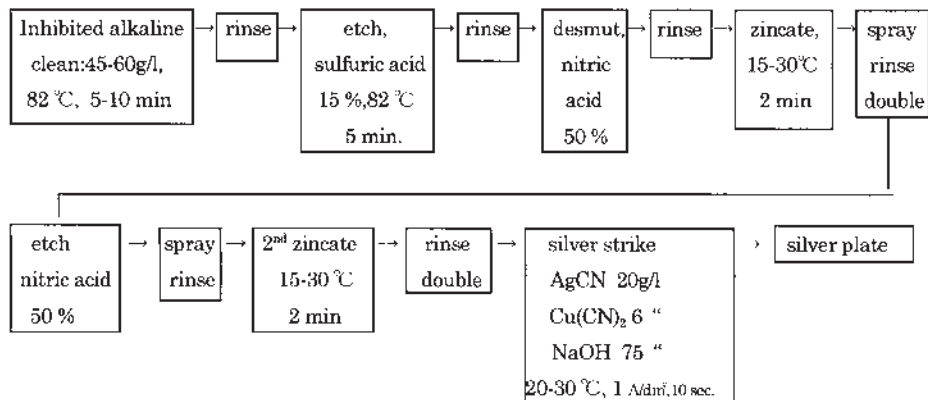 Inhibited alkaline
clean:45-60g/l,
82 ℃, 5-10 min
→
rinse
→
etch,
sulfuric acid
15 %,82 ℃
5 min.
→
rinse
→
desmut,
nitric
acid
50 %
→
rinse
→
zincate,
15-30℃
2 min
→
spray
rinse
double
etch
nitric acid
50 %
→
spray
rinse
→
2nd zincate
15-30 ℃
2 min
→
rinse
double
→
silver strike
AgCN 20g/l
Cu(CN)2 6 “
NaOH 75 “
20-30 ℃, 1 A/dm², 10 sec.
→
silver plate